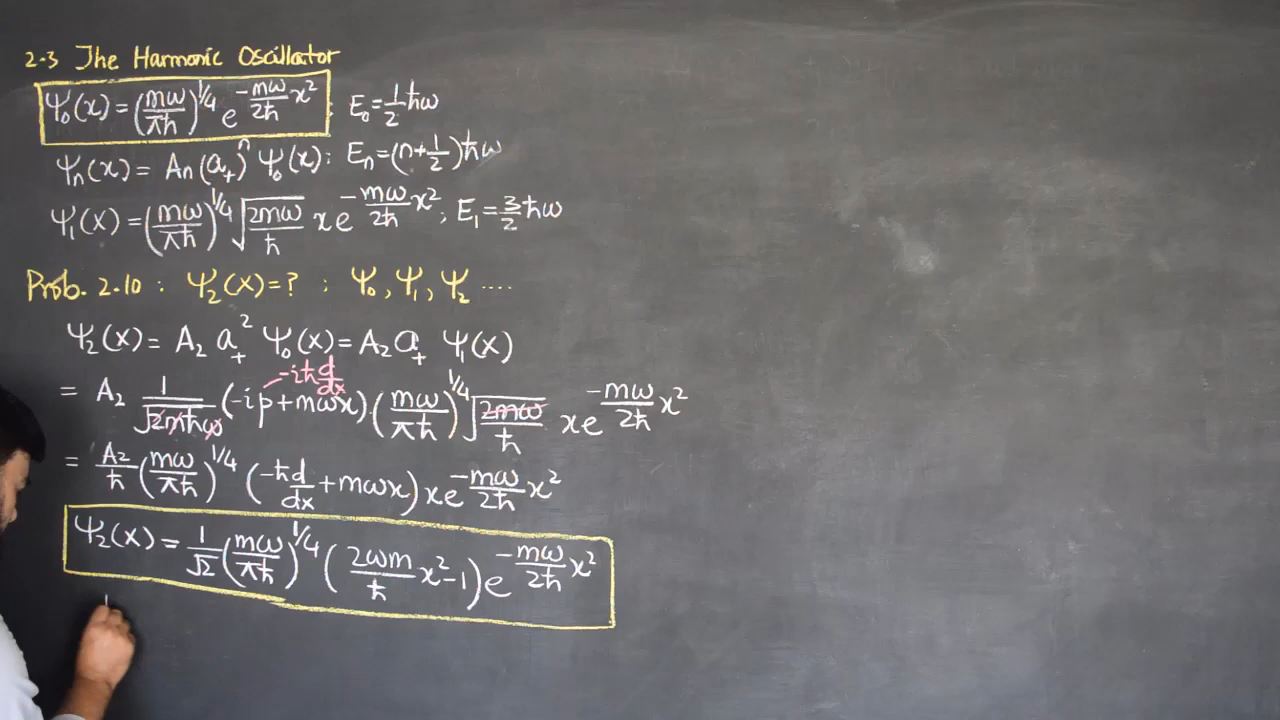 2-3 The Harmonic Oscillator
Ψ₀(x) = (mω/πħ)^1/4 e^(-mω/2ħ x²) : E₀ = 1/2 ħω
Ψn(x) = An (a₊)^n Ψ₀(x) : En = (n + 1/2) ħω
Ψ₁(x) = (mω/πħ)^1/4 √(2mω/ħ) x e^(-mω/2ħ x²) ; E₁ = 3/2 ħω
Prob. 2-10 : Ψ₂(x) = ? : Ψ₀, Ψ₁, Ψ₂ ....
Ψ₂(x) = A₂ a₊² Ψ₀(x) = A₂ a₊ Ψ₁(x)
-iħ d/dx
= A₂ 1/√(2mħω) (-ip + mωx) · (mω/πħ)^1/4 √(2mω/ħ) x e^(-mω/2ħ x²)
= A₂/ħ (mω/πħ)^1/4 (-ħd/dx + mωx) x e^(-mω/2ħ x²)
Ψ₂(x) = 1/√2 (mω/πħ)^1/4 (2ωm/ħ x² - 1) e^(-mω/2ħ x²)